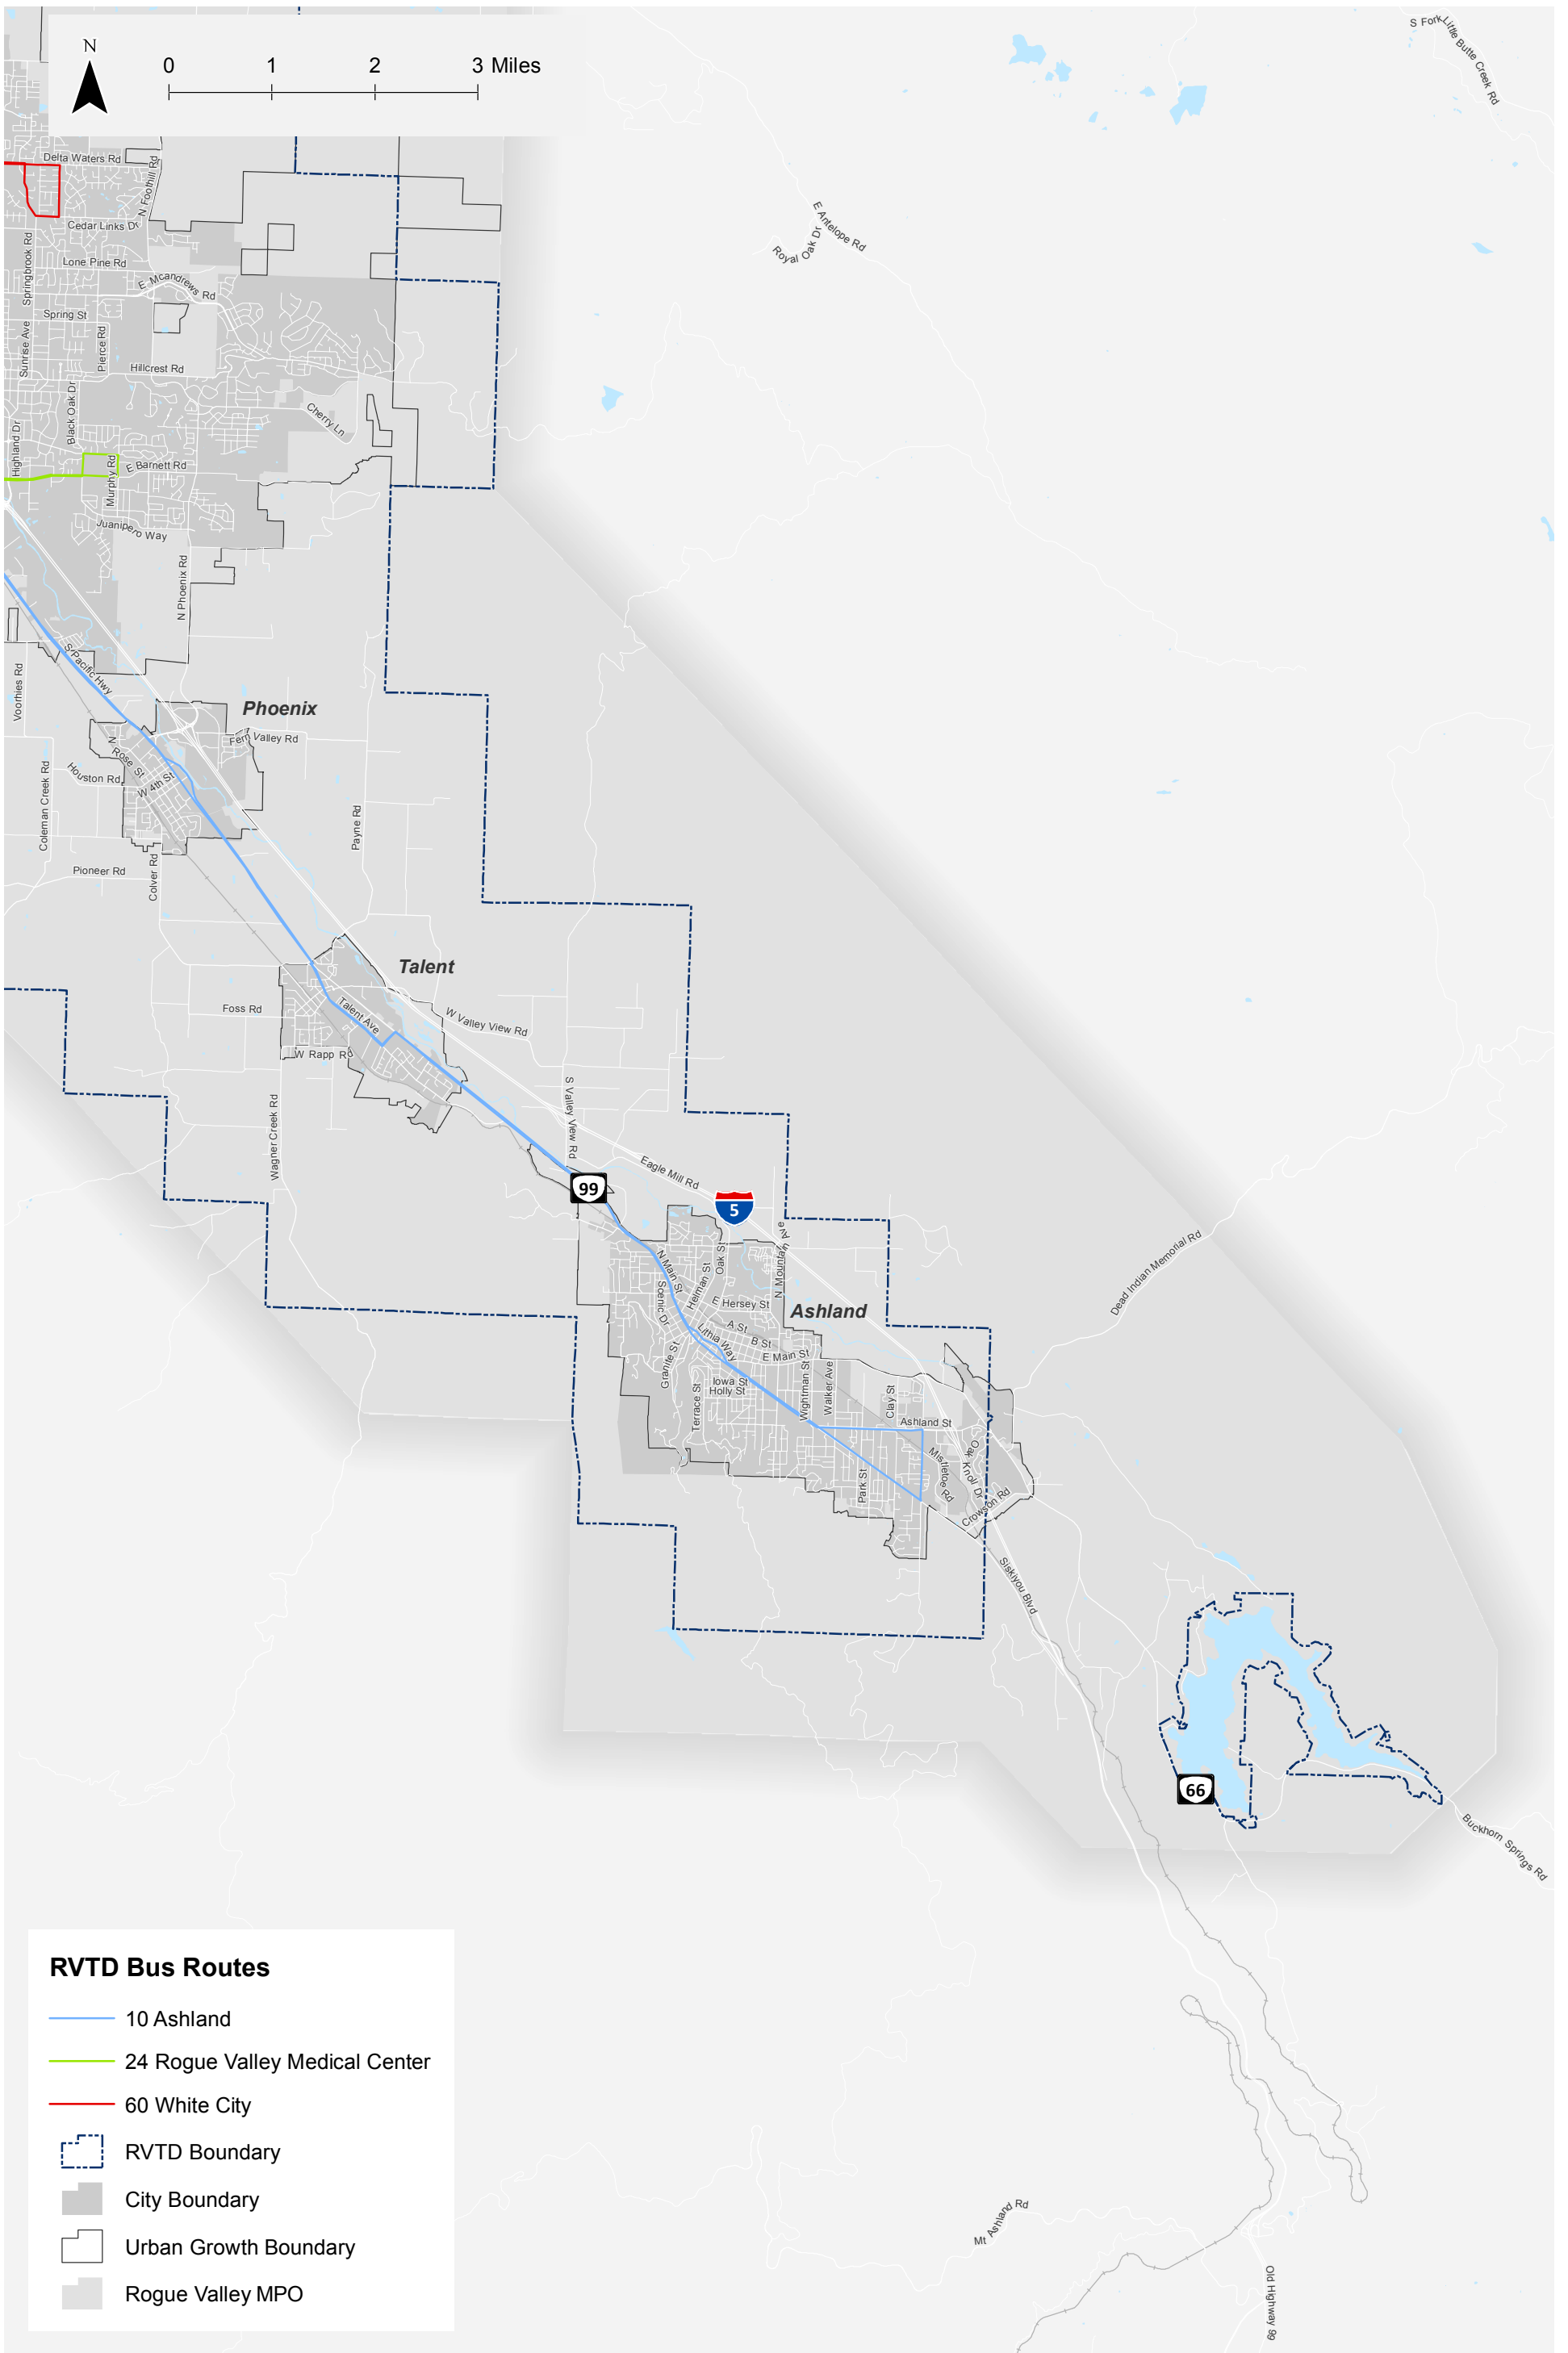 N
0 1 2 3 Miles
S Fork Little Butte Creek Rd
Delta Waters Rd
N Foothill Rd
Cedar Links Dr
Springbrook Rd
Lone Pine Rd
E Mcandrews Rd
Spring St
Sunrise Ave
Pierce Rd
Hillcrest Rd
Black Oak Dr
Cherry Ln
Highland Dr
Murphy Rd
E Barnett Rd
Juanipero Way
N Phoenix Rd
E Antelope Rd
Royal Oak Dr
S Pacific Hwy
Voorhies Rd
Phoenix
Fern Valley Rd
N Rose St
Houston Rd
W 4th St
Coleman Creek Rd
Payne Rd
Pioneer Rd
Colver Rd
Talent
Foss Rd
Talent Ave
W Valley View Rd
W Rapp Rd
Wagner Creek Rd
S Valley View Rd
Eagle Mill Rd
99
5
N Mountain Ave
Oak St
N Main St
Helman St
Scenic Dr
E Hersey St
Ashland
Dead Indian Memorial Rd
A St
B St
Lithia Way
E Main St
Granite St
Iowa St
Holly St
Terrace St
Wightman St
Walker Ave
Clay St
Ashland St
Oak Knoll Dr
Mistletoe Rd
Park St
Crowson Rd
Siskiyou Blvd
66
Buckhorn Springs Rd
Mt Ashland Rd
Old Highway 99
RVTD Bus Routes
10 Ashland
24 Rogue Valley Medical Center
60 White City
RVTD Boundary
City Boundary
Urban Growth Boundary
Rogue Valley MPO